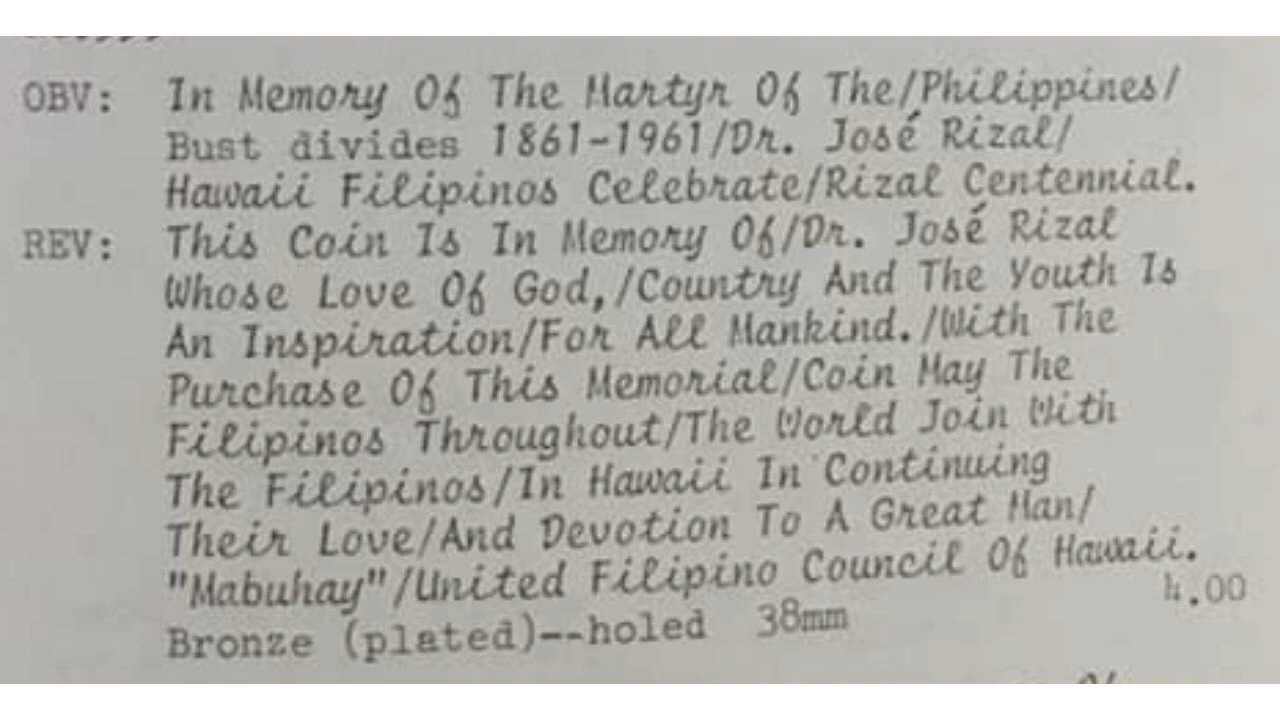 OBV: In Memory Of The Martyr Of The/Philippines/
Bust divides 1861-1961/Dr. José Rizal/
Hawaii Filipinos Celebrate/Rizal Centennial.
REV: This Coin Is In Memory Of/Dr. José Rizal
Whose Love Of God,/Country And The Youth Is
An Inspiration/For All Mankind./With The
Purchase Of This Memorial/Coin May The
Filipinos Throughout/The World Join With
The Filipinos/In Hawaii In Continuing
Their Love/And Devotion To A Great Man/
"Mabuhay"/United Filipino Council Of Hawaii.
Bronze (plated)--holed 38mm 4.00